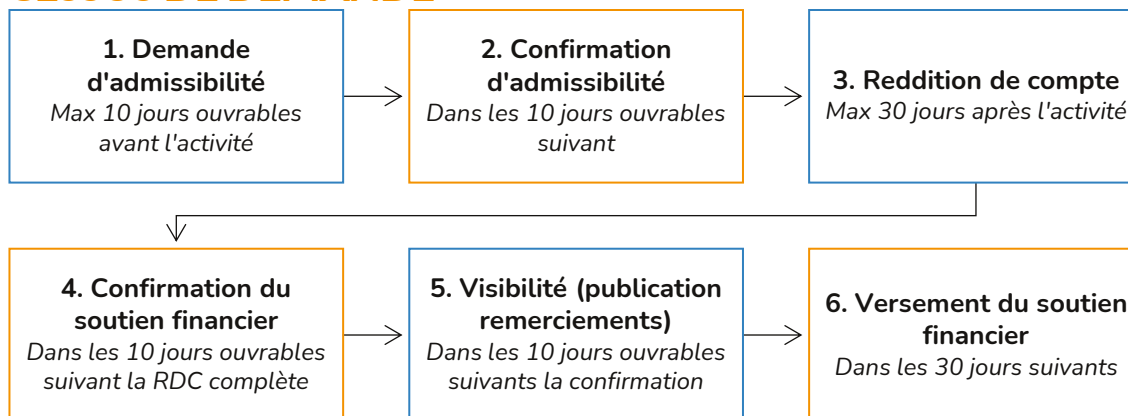 1. Demande
d'admissibilité
Max 10 jours ouvrables
avant l'activité
2. Confirmation
d'admissibilité
Dans les 10 jours ouvrables
suivant
3. Reddition de compte
Max 30 jours après l'activité
4. Confirmation du
soutien financier
Dans les 10 jours ouvrables
suivant la RDC complète
5. Visibilité (publication
remerciements)
Dans les 10 jours ouvrables
suivants la confirmation
6. Versement du soutien
financier
Dans les 30 jours suivants